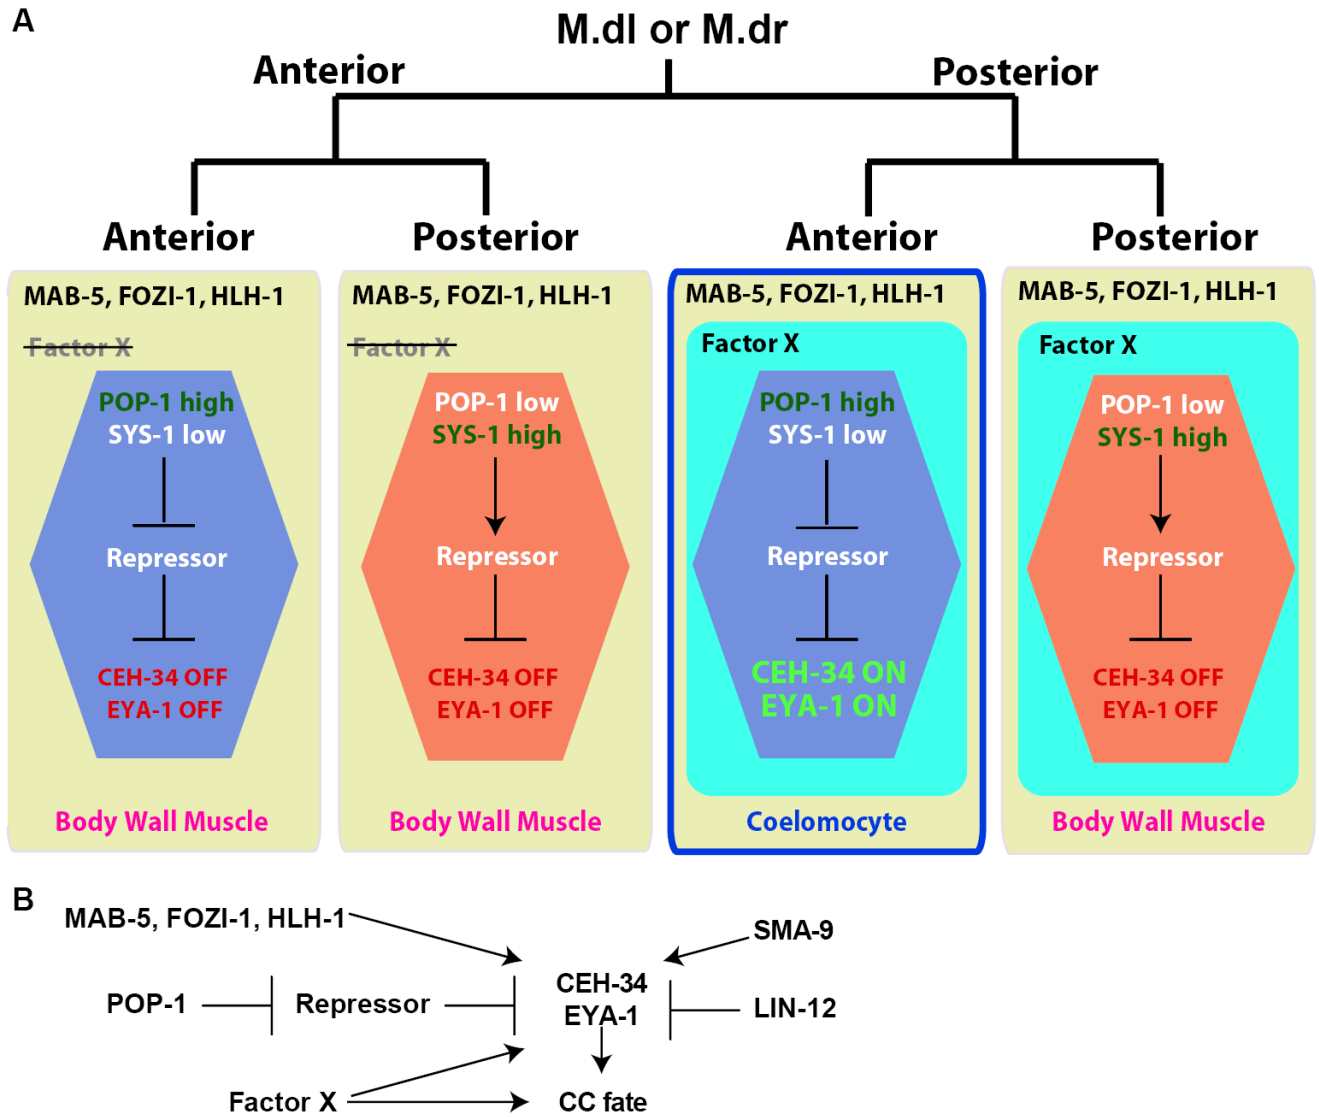 A
M.dl or M.dr
Anterior
Posterior
Anterior
Posterior
Anterior
Posterior
MAB-5, FOZI-1, HLH-1
Factor X
POP-1 high
SYS-1 low
Repressor
CEH-34 OFF
EYA-1 OFF
Body Wall Muscle
MAB-5, FOZI-1, HLH-1
Factor X
POP-1 low
SYS-1 high
Repressor
CEH-34 OFF
EYA-1 OFF
Body Wall Muscle
MAB-5, FOZI-1, HLH-1
Factor X
POP-1 high
SYS-1 low
Repressor
CEH-34 ON
EYA-1 ON
Coelomocyte
MAB-5, FOZI-1, HLH-1
Factor X
POP-1 low
SYS-1 high
Repressor
CEH-34 OFF
EYA-1 OFF
Body Wall Muscle
B
MAB-5, FOZI-1, HLH-1
SMA-9
CEH-34
EYA-1
POP-1
Repressor
LIN-12
Factor X
CC fate